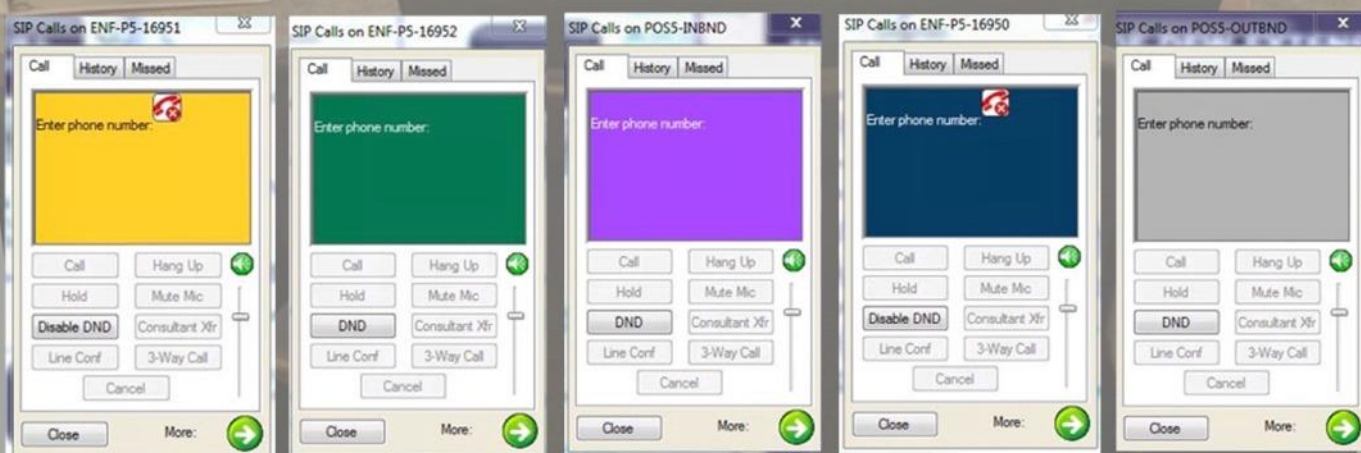 SIP Calls on ENF-P5-16951
Call History Missed
Enter phone number:
Call Hang Up
Hold Mute Mic
Disable DND Consultant Xfr
Line Conf 3-Way Call
Cancel
Close More:
SIP Calls on ENF-P5-16952
Call History Missed
Enter phone number:
Call Hang Up
Hold Mute Mic
DND Consultant Xfr
Line Conf 3-Way Call
Cancel
Close More:
SIP Calls on POS5-INBND
Call History Missed
Enter phone number:
Call Hang Up
Hold Mute Mic
DND Consultant Xfr
Line Conf 3-Way Call
Cancel
Close More:
SIP Calls on ENF-P5-16950
Call History Missed
Enter phone number:
Call Hang Up
Hold Mute Mic
Disable DND Consultant Xfr
Line Conf 3-Way Call
Cancel
Close More:
SIP Calls on POS5-OUTBND
Call History Missed
Enter phone number:
Call Hang Up
Hold Mute Mic
DND Consultant Xfr
Line Conf 3-Way Call
Cancel
Close More: